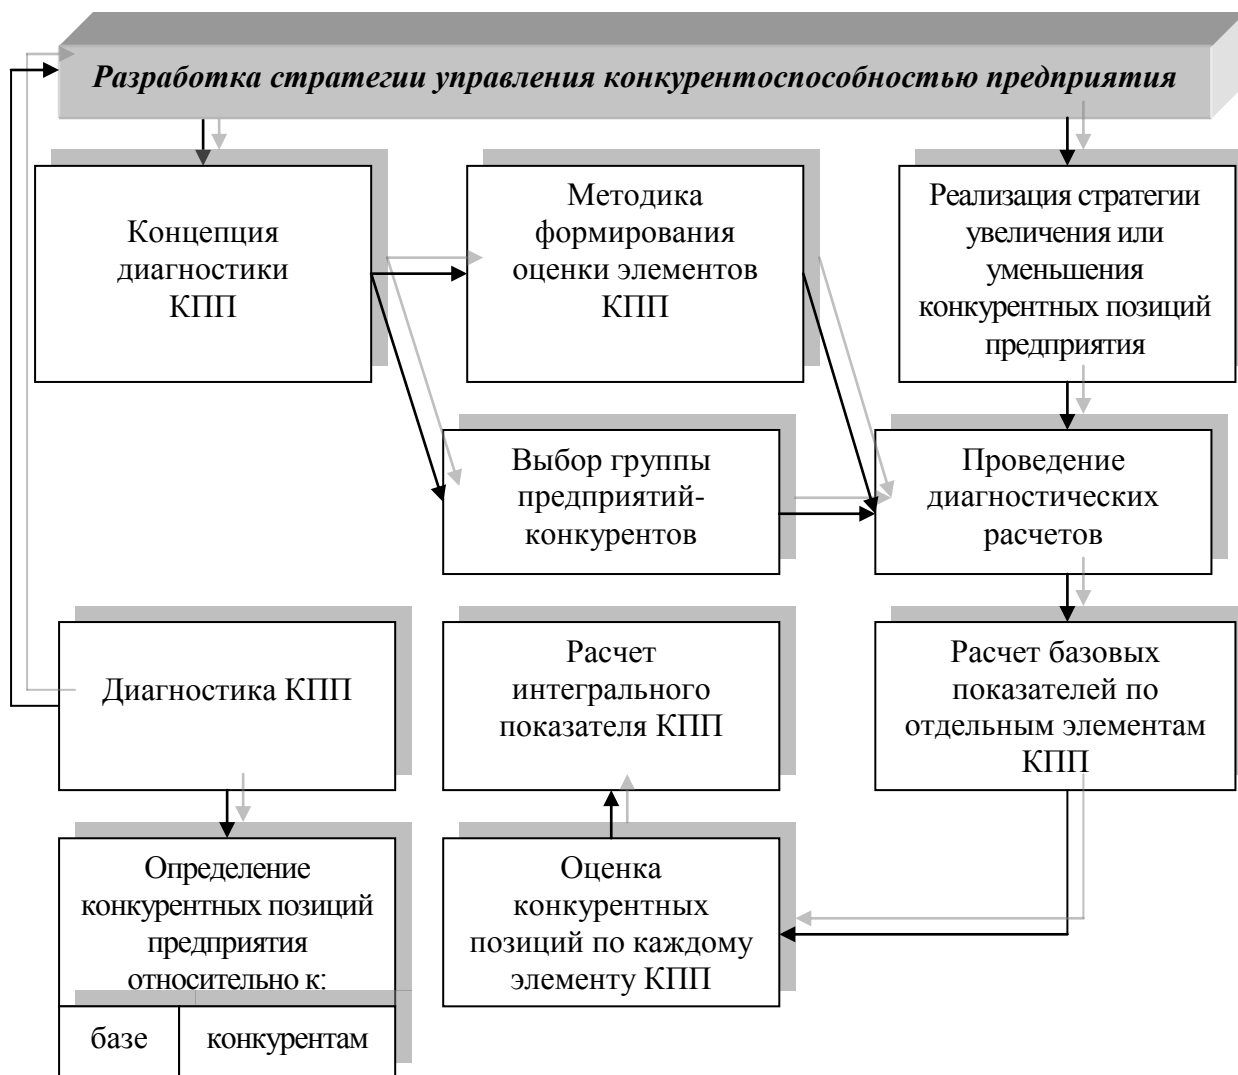 Разработка стратегии управления конкурентоспособностью предприятия
Концепция
диагностики
КПП
Методика
формирования
оценки элементов
КПП
Реализация стратегии
увеличения или
уменьшения
конкурентных позиций
предприятия
Выбор группы
предприятий-
конкурентов
Проведение
диагностических
расчетов
Диагностика КПП
Расчет
интегрального
показателя КПП
Расчет базовых
показателей по
отдельным элементам
КПП
Определение
конкурентных позиций
предприятия
относительно к:
базе
конкурентам
Оценка
конкурентных
позиций по каждому
элементу КПП